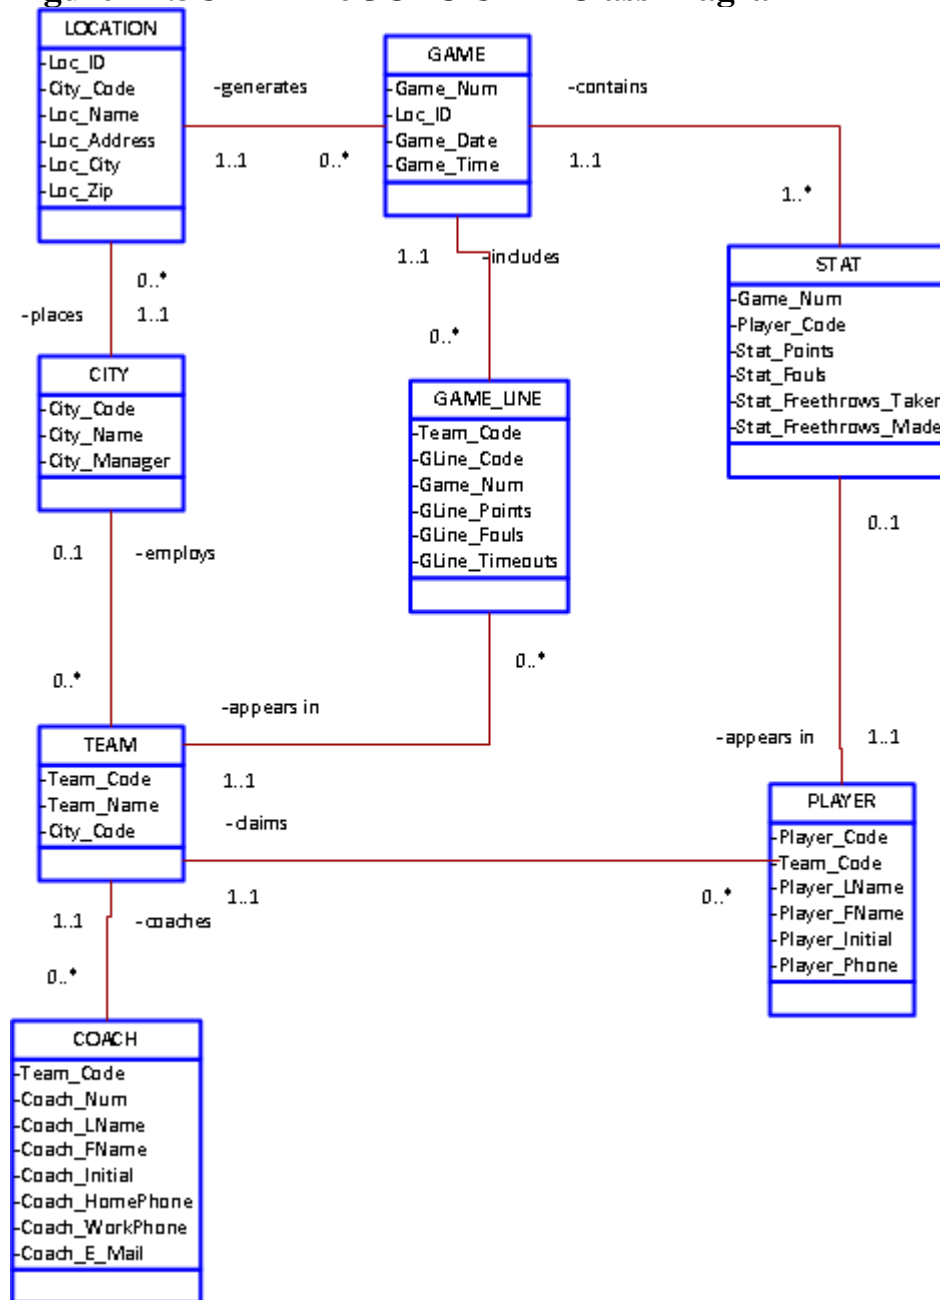 LOCATION
-Loc_ID
-City_Code
-Loc_Name
-Loc_Address
-Loc_City
-Loc_Zip
-generates
1..1
0..*
GAME
-Game_Num
-Loc_ID
-Game_Date
-Game_Time
-contains
1..1
1..*
STAT
-Game_Num
-Player_Code
-Stat_Points
-Stat_Fouls
-Stat_Freethrows_Taken
-Stat_Freethrows_Made
0..*
-places
1..1
1..1
-includes
0..*
CITY
-City_Code
-City_Name
-City_Manager
GAME_LINE
-Team_Code
-GLine_Code
-Game_Num
-GLine_Points
-GLine_Fouls
-GLine_Timeouts
0..1
-employs
0..*
0..*
-appears in
1..1
0..1
-appears in
1..1
TEAM
-Team_Code
-Team_Name
-City_Code
-claims
1..1
0..*
PLAYER
-Player_Code
-Team_Code
-Player_LName
-Player_FName
-Player_Initial
-Player_Phone
1..1
-coaches
0..*
COACH
-Team_Code
-Coach_Num
-Coach_LName
-Coach_FName
-Coach_Initial
-Coach_HomePhone
-Coach_WorkPhone
-Coach_E_Mail